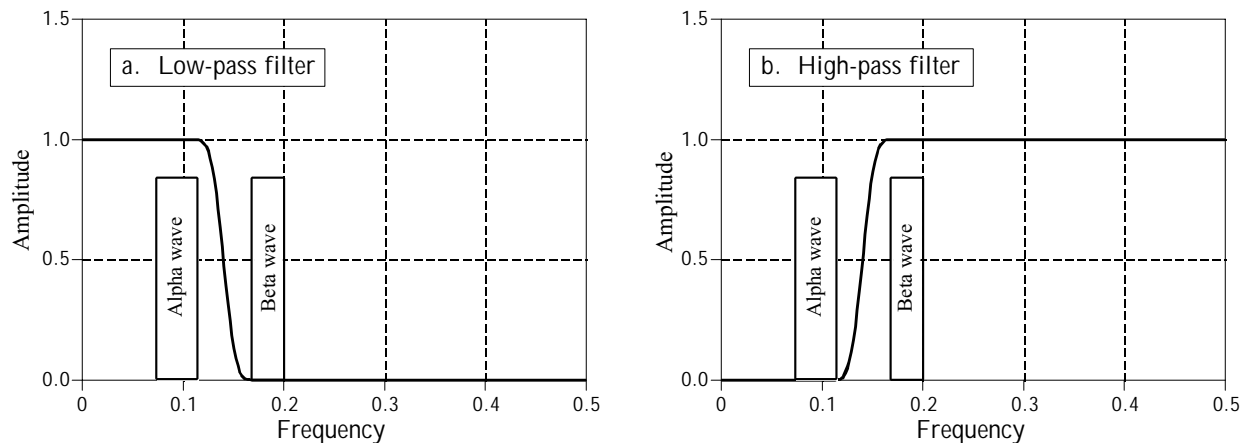 1.5
a. Low-pass filter
1.0
Amplitude
0.5
Alpha wave
Beta wave
0.0
0 0.1 0.2 0.3 0.4 0.5
Frequency
1.5
b. High-pass filter
1.0
Amplitude
0.5
Alpha wave
Beta wave
0.0
0 0.1 0.2 0.3 0.4 0.5
Frequency